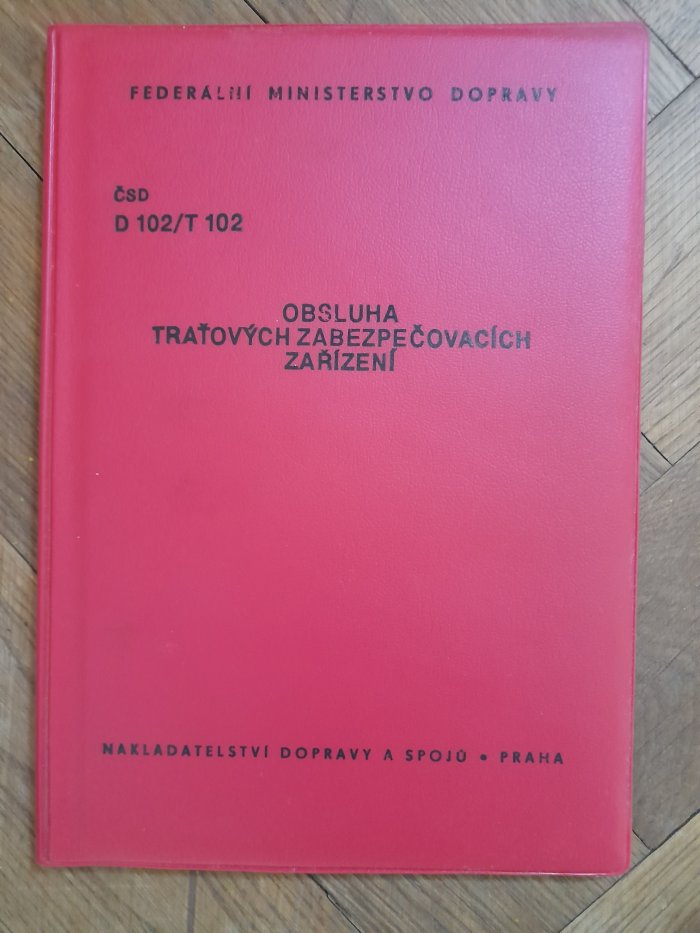 FEDERÁLNÍ MINISTERSTVO DOPRAVY
ČSD
D 102/T 102
OBSLUHA
TRAŤOVÝCH ZABEZPEČOVACÍCH
ZAŘÍZENÍ
NAKLADATELSTVÍ DOPRAVY A SPOJŮ • PRAHA